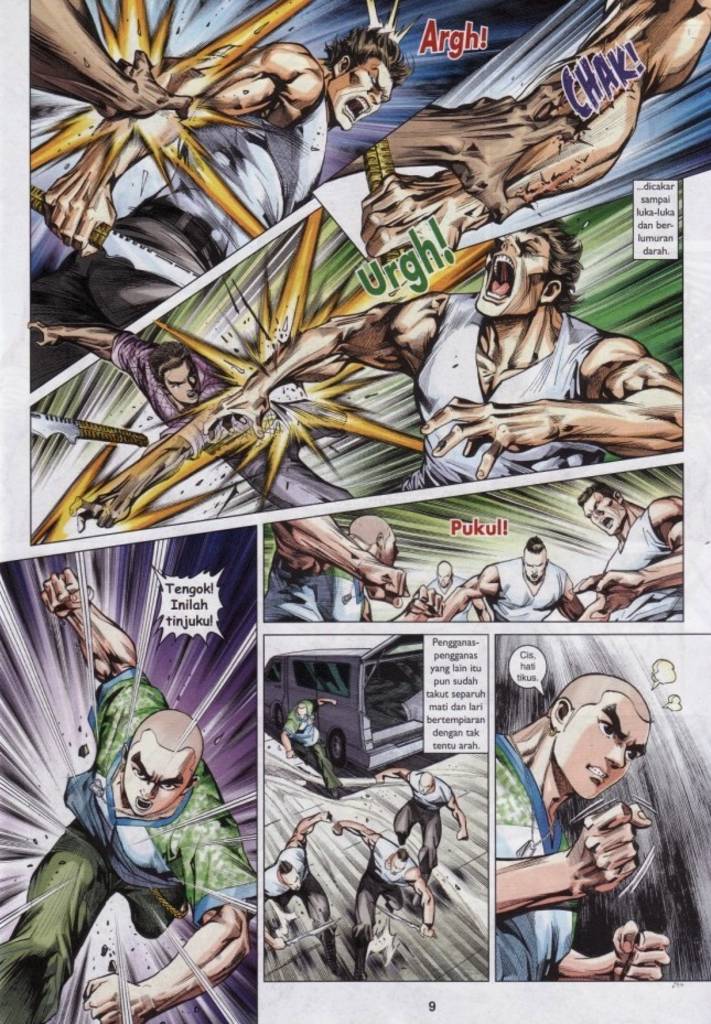 Argh!
CHAK!
...dicakar
sampai
luka-luka
dan ber-
lumuran
darah.
Urgh!
Pukul!
Tengok!
Inilah
tinjuku!
Pengganas-
pengganas
yang lain itu
pun sudah
takut separuh
mati dan lari
bertempiaran
dengan tak
tentu arah.
Cis,
hati
tikus.
9